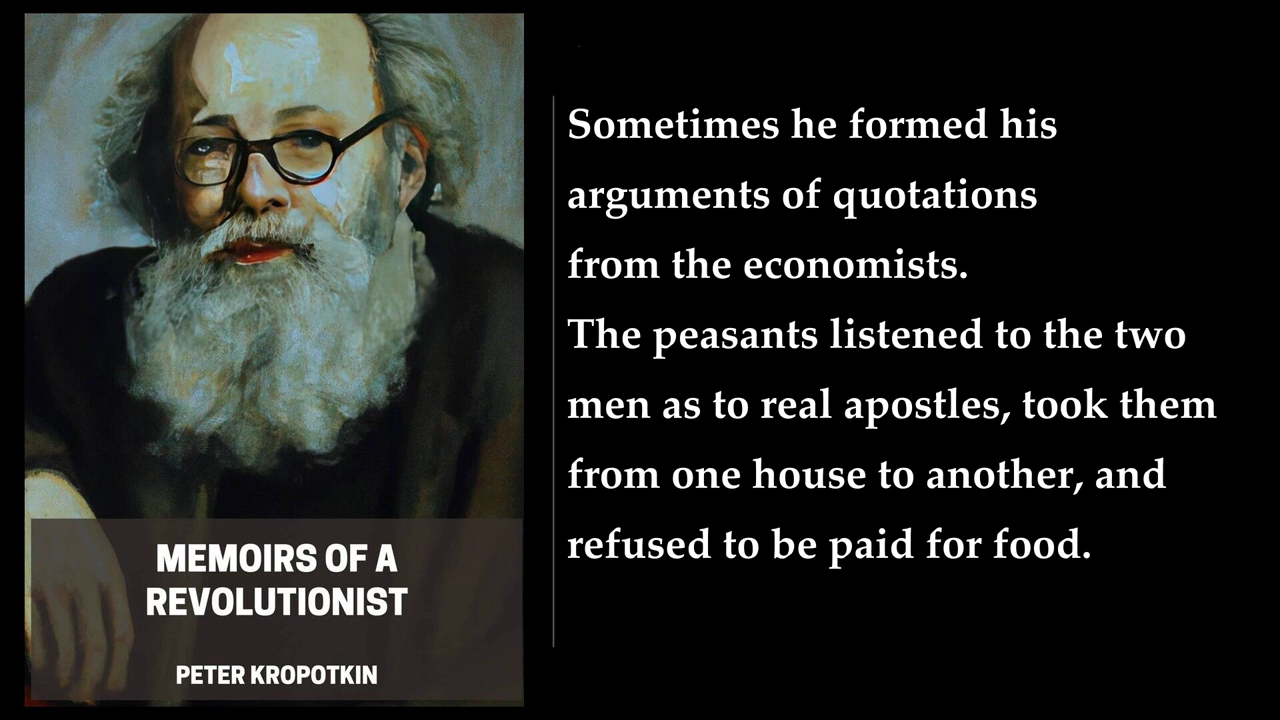 Sometimes he formed his
arguments of quotations
from the economists.
The peasants listened to the two
men as to real apostles, took them
from one house to another, and
refused to be paid for food.
MEMOIRS OF A
REVOLUTIONIST
PETER KROPOTKIN